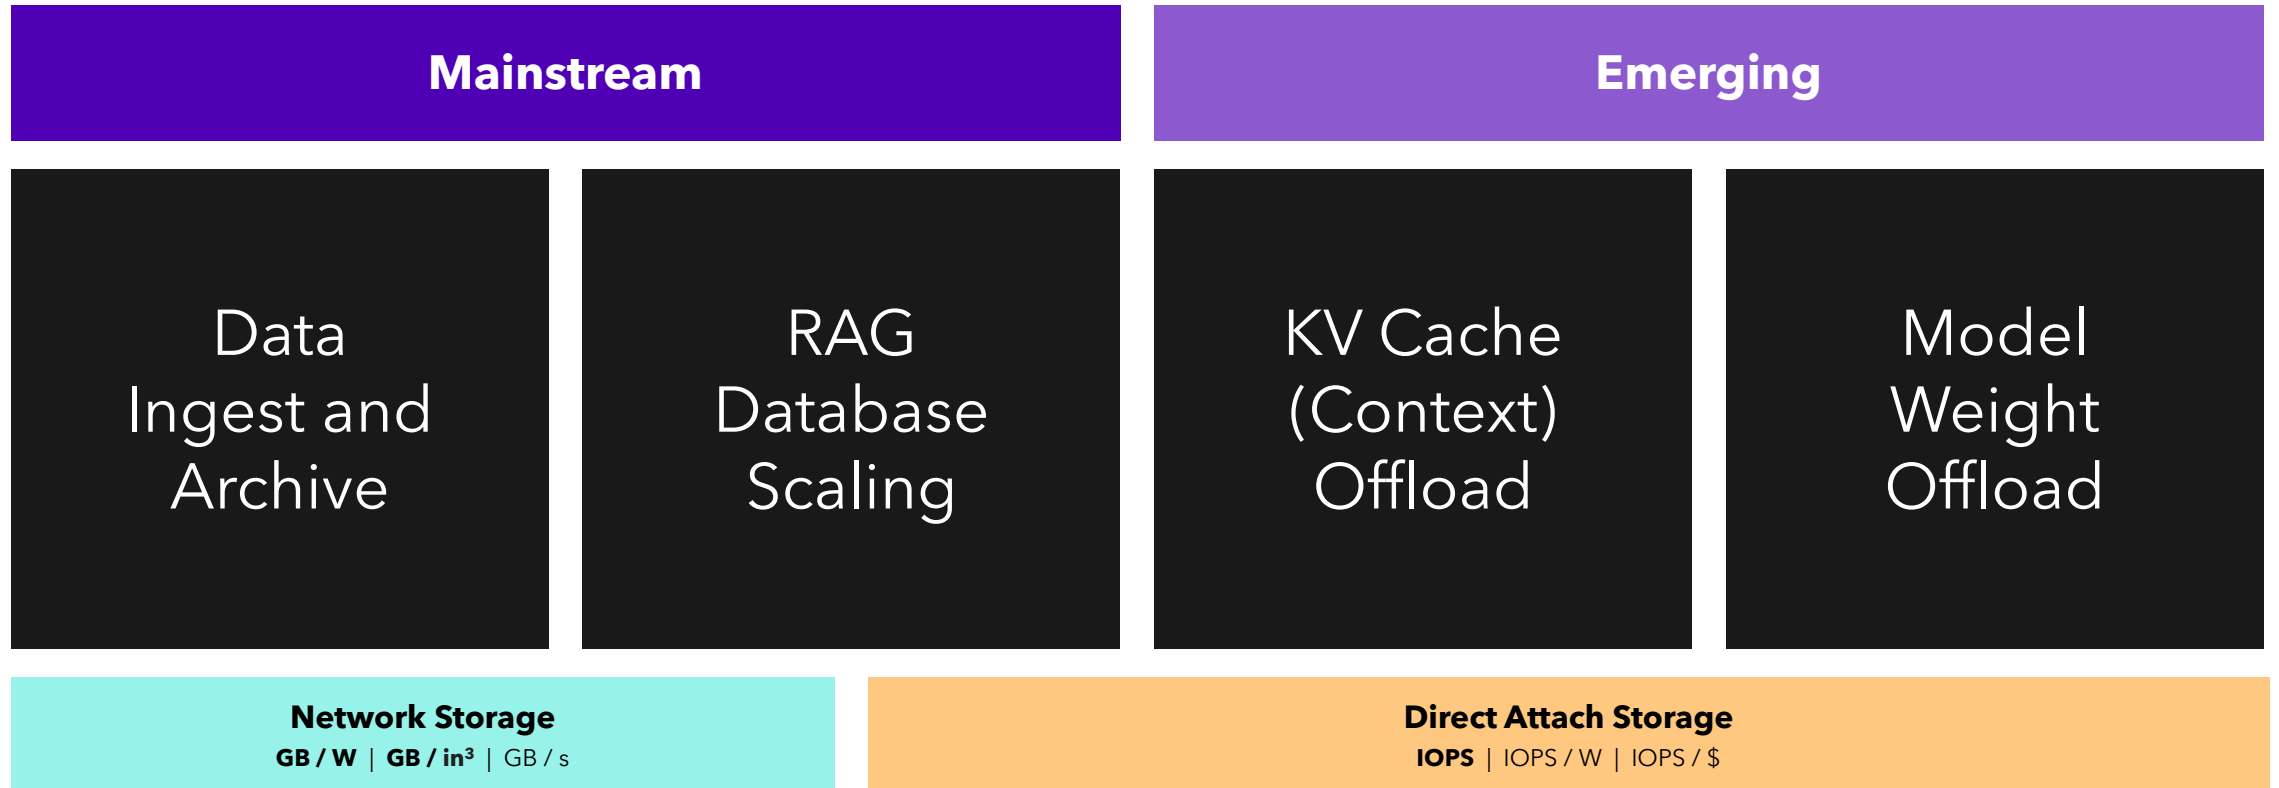 Mainstream
Emerging
Data
Ingest and
Archive
RAG
Database
Scaling
KV Cache
(Context)
Offload
Model
Weight
Offload
Network Storage
GB / W | GB / in³ | GB / s
Direct Attach Storage
IOPS | IOPS / W | IOPS / $